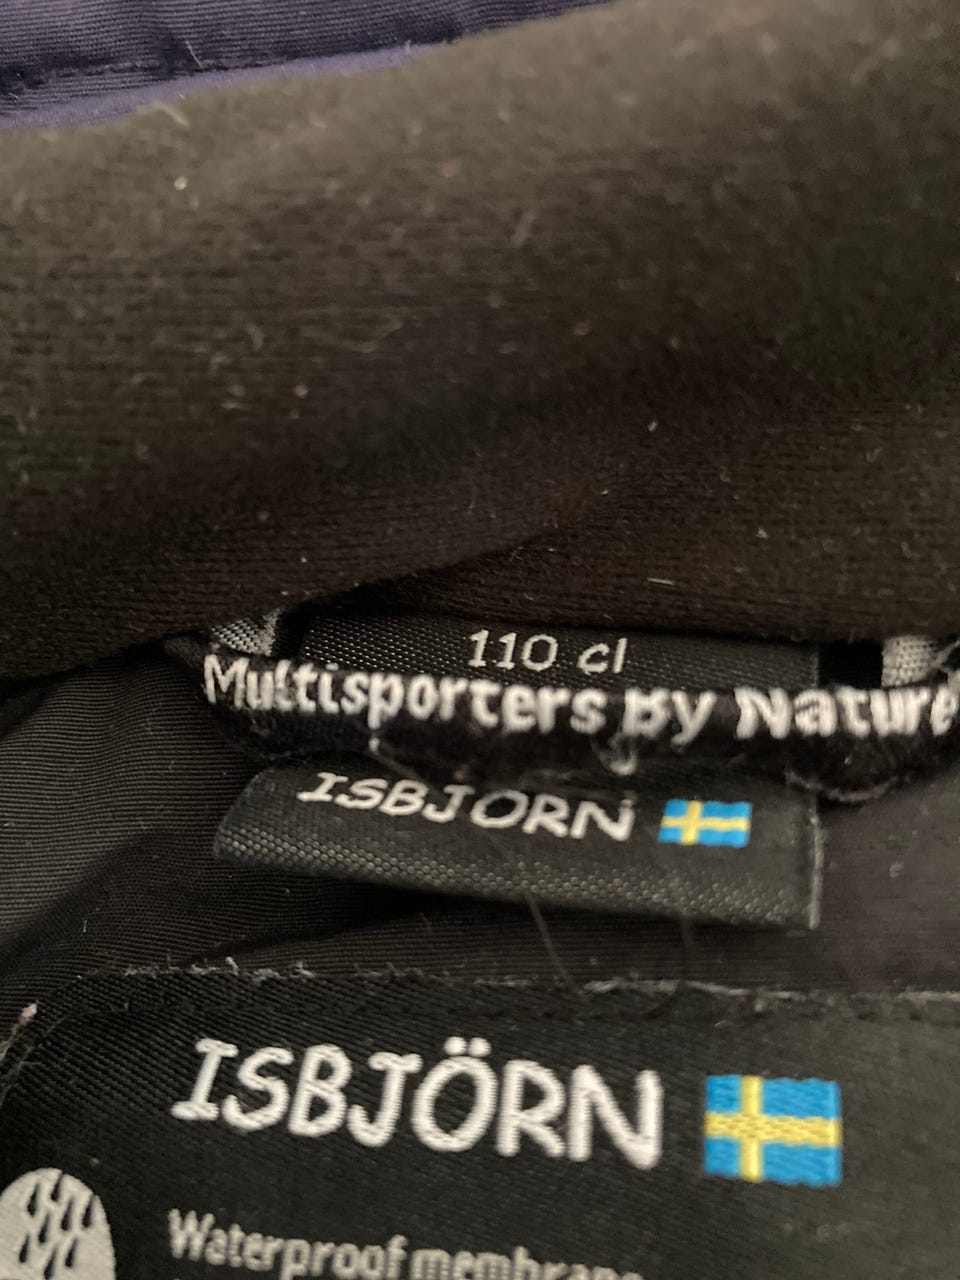 110 cl
Multisporters By Nature
ISBJORN
ISBJÖRN
Waterproof membrane